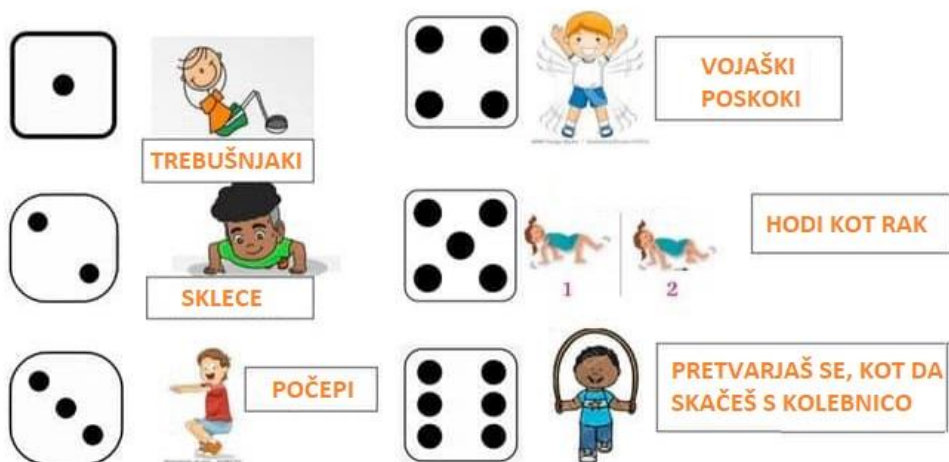 TREBUŠNJAKI
SKLECE
POČEPI
VOJAŠKI
POSKOKI
1
2
HODI KOT RAK
PRETVARJAŠ SE, KOT DA
SKAČEŠ S KOLEBNICO